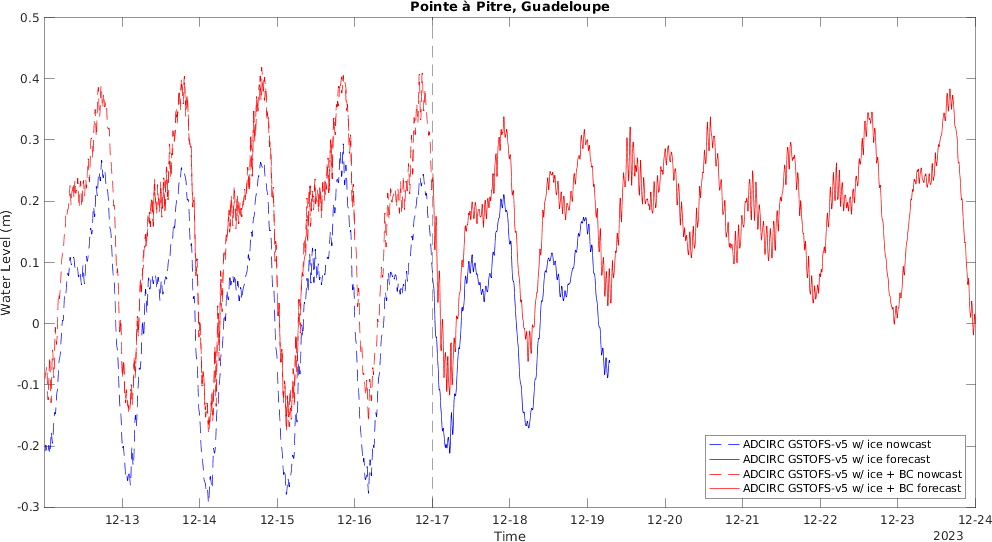 Pointe à Pitre, Guadeloupe
0.5
0.4
0.3
0.2
0.1
0
-0.1
-0.2
-0.3
Water Level (m)
12-13 12-14 12-15 12-16 12-17 12-18 12-19 12-20 12-21 12-22 12-23 12-24
Time
2023
ADCIRC GSTOFS-v5 w/ ice nowcast
ADCIRC GSTOFS-v5 w/ ice forecast
ADCIRC GSTOFS-v5 w/ ice + BC nowcast
ADCIRC GSTOFS-v5 w/ ice + BC forecast